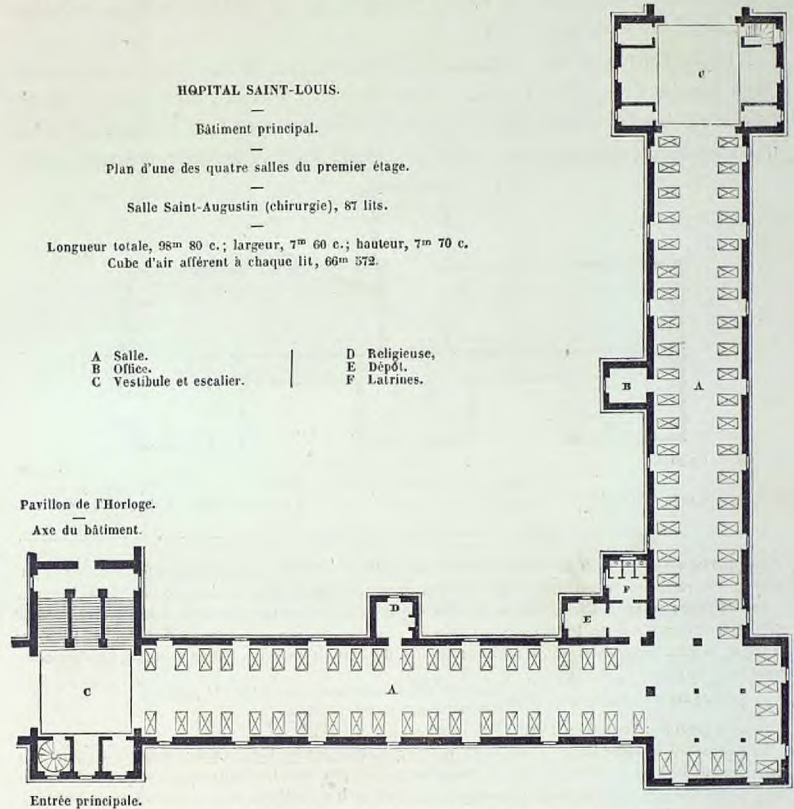 HOPITAL SAINT-LOUIS.
Bâtiment principal.
Plan d'une des quatre salles du premier étage.
Salle Saint-Augustin (chirurgie), 87 lits.
Longueur totale, 98m 80 c.; largeur, 7m 60 c.; hauteur, 7m 70 c.
Cube d'air afférent à chaque lit, 66m 572.
A Salle.
B Office.
C Vestibule et escalier.
D Religieuse,
E Dépôt.
F Latrines.
C
B
A
Pavillon de l'Horloge.
Axe du bâtiment.
F
D
E
C
A
Entrée principale.